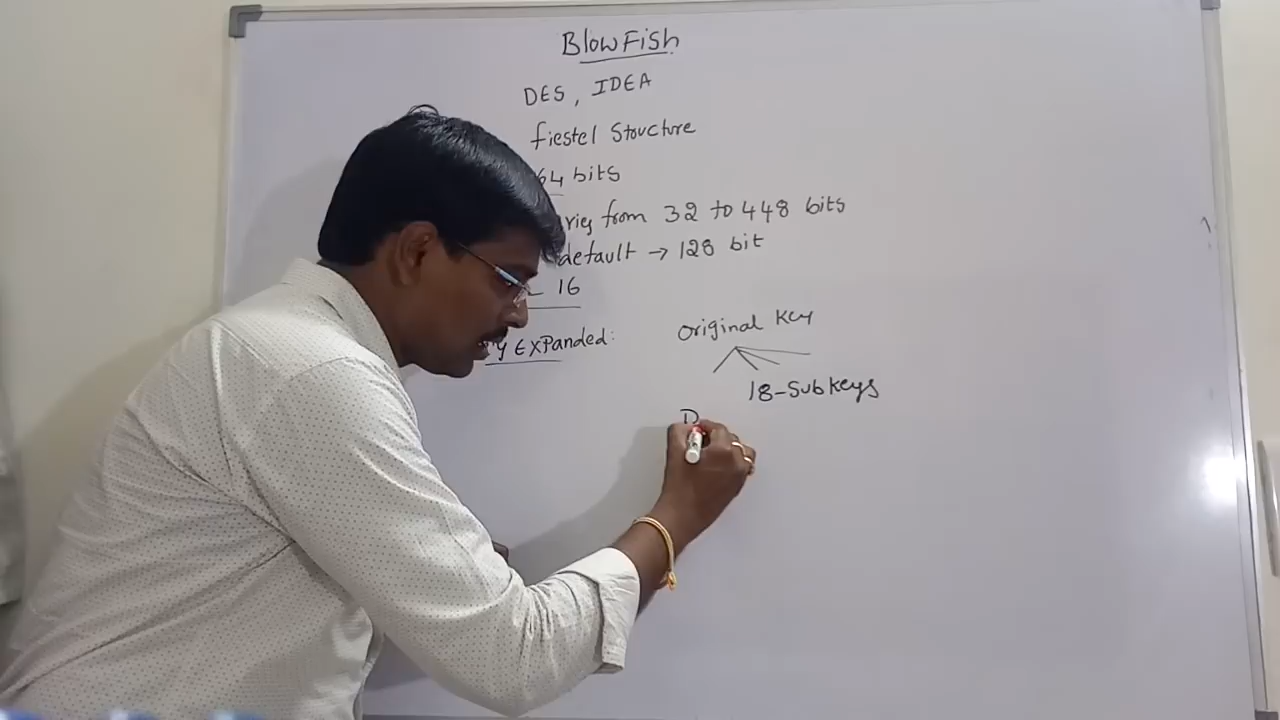 BlowFish
DES, IDEA
fiestel Structure
64 bits
from 32 to 448 bits
default → 128 bit
16
EXPanded:
Original Key
18-Subkeys
P